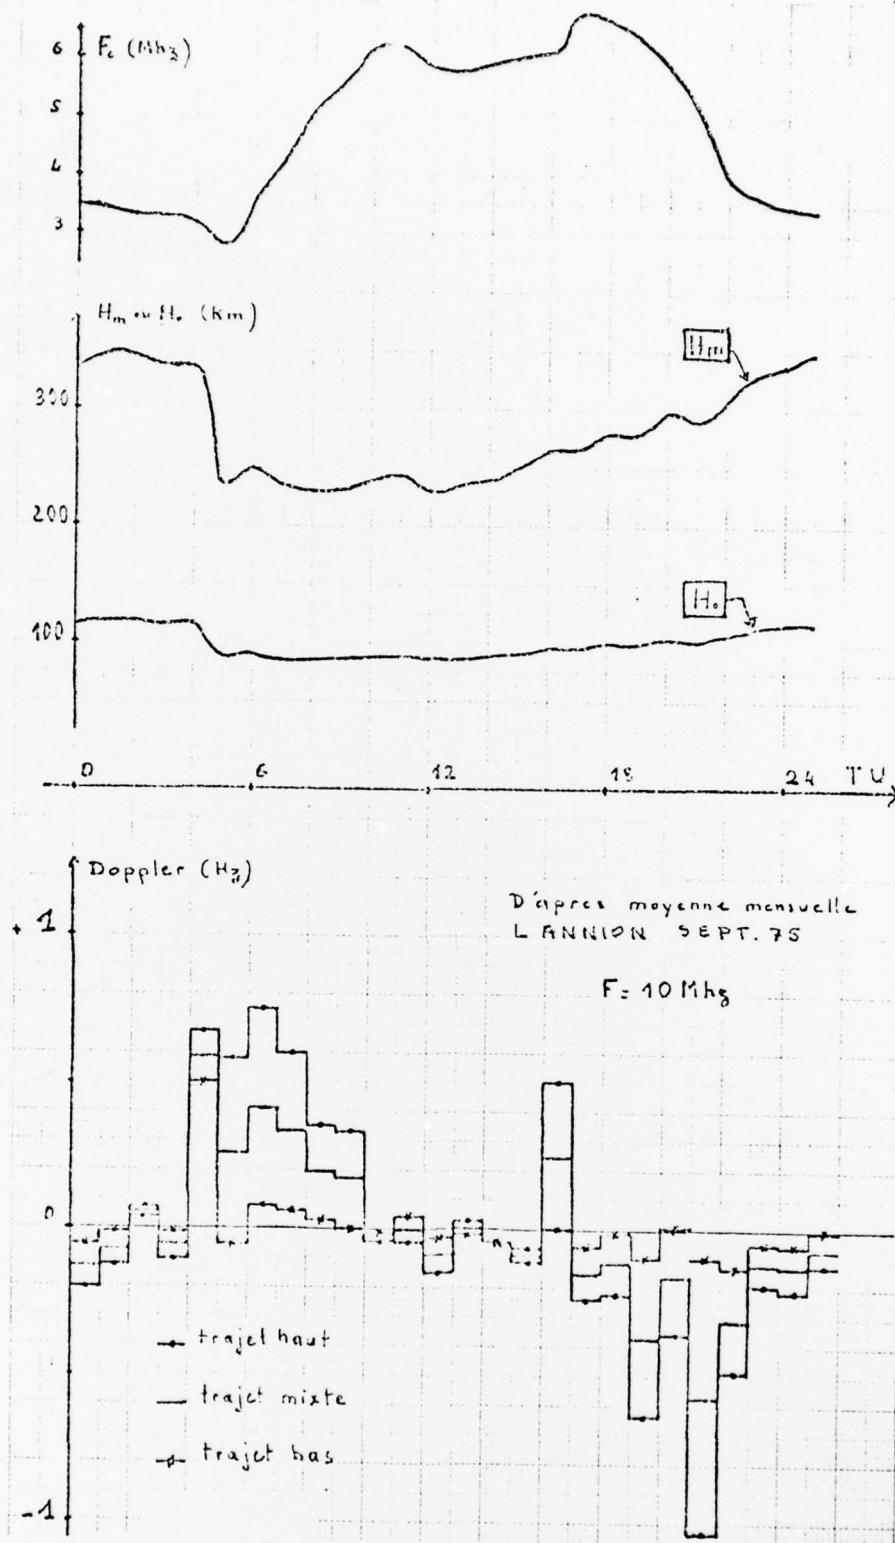 6 Fc (Mhz)
5
4
3
Hm ou Ho (Km)
Hm
300
200
Ho
100
0 6 12 18 24 TU
Doppler (Hz)
+1
D'après moyenne mensuelle
LANNION SEPT. 75
F = 10 Mhz
0
trajet haut
trajet mixte
trajet bas
-1